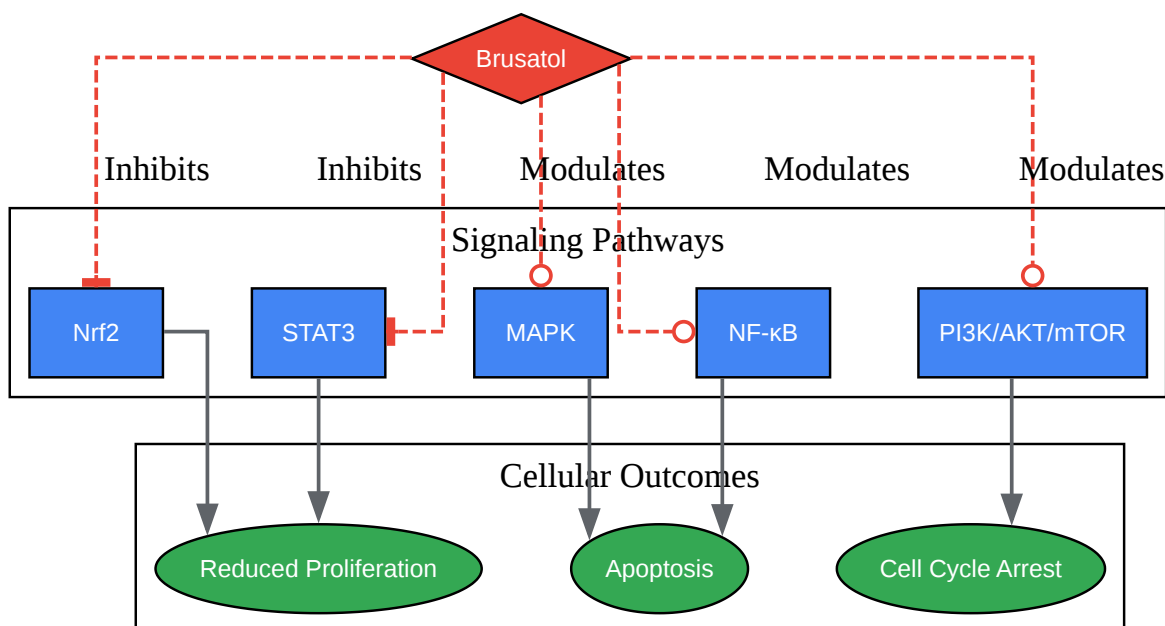 Brusatol
Inhibits
Inhibits
Modulates
Modulates
Modulates
Signaling Pathways
Nrf2
STAT3
MAPK
NF-κB
PI3K/AKT/mTOR
Cellular Outcomes
Reduced Proliferation
Apoptosis
Cell Cycle Arrest